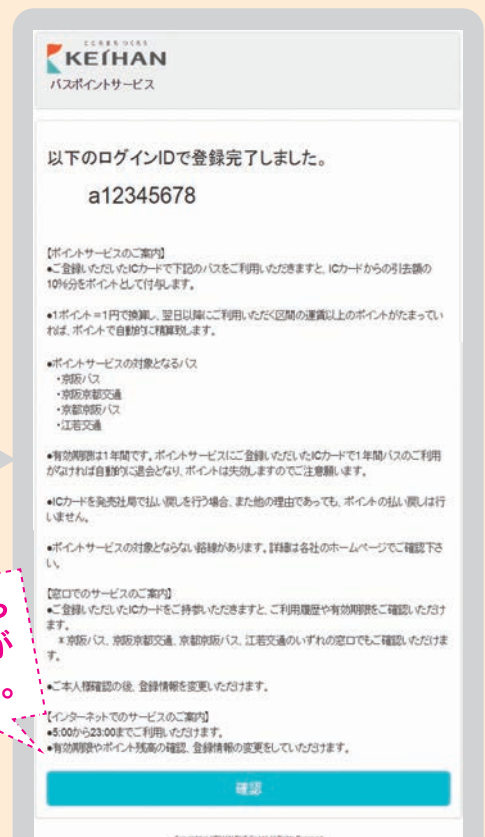 こころまち つくろう
KEIHAN
バスポイントサービス
以下のログインIDで登録完了しました。
a12345678
【ポイントサービスのご案内】
●ご登録いただいたICカードで下記のバスをご利用いただきますと、ICカードからの引去額の
10%分をポイントとして付与します。
●1ポイント=1円で換算し、翌日以降にご利用いただく区間の運賃以上のポイントがたまってい
れば、ポイントで自動的に精算致します。
●ポイントサービスの対象となるバス
・京阪バス
・京阪京都交通
・京都京阪バス
・江若交通
●有効期限は1年間です。ポイントサービスにご登録いただいたICカードで1年間バスのご利用
がなければ自動的に退会となり、ポイントは失効しますのでご注意願います。
●ICカードを発売社局で払い戻しを行う場合、また他の理由であっても、ポイントの払い戻しは行
いません。
●ポイントサービスの対象とならない路線があります。詳細は各社のホームページでご確認下さ
い。
【窓口でのサービスのご案内】
●ご登録いただいたICカードをご持参いただきますと、ご利用履歴や有効期限をご確認いただけ
ます。
＊京阪バス、京阪京都交通、京都京阪バス、江若交通のいずれの窓口でもご確認いただけま
す。
●ご本人様確認の後、登録情報を変更いただけます。
【インターネットでのサービスのご案内】
●5:00から23:00までご利用いただけます。
●有効期限やポイント残高の確認、登録情報の変更をしていただけます。
確認
ら
が
。